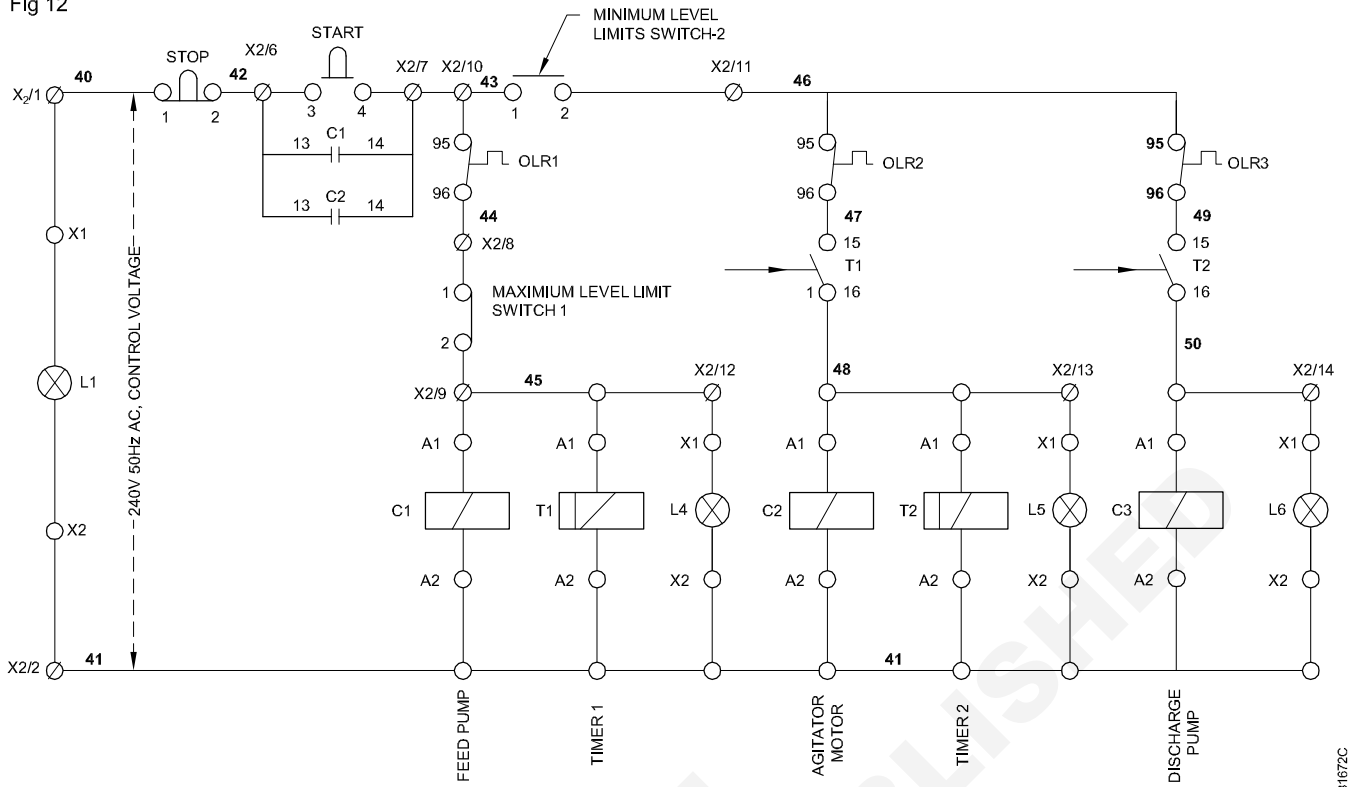 Fig 12
MINIMUM LEVEL
LIMITS SWITCH-2
START
STOP
X2/6
X2/7
X2/10
X2/11
40
42
43
46
X2/1
1
2
3
4
1
2
13
C1
14
13
C2
14
95
OLR1
96
95
OLR2
96
95
OLR3
96
44
47
49
X2/8
15
T1
1
16
15
T2
16
X1
1
MAXIMIUM LEVEL LIMIT
SWITCH 1
2
240V 50Hz AC, CONTROL VOLTAGE
50
L1
X2/9
45
X2/12
48
X2/13
X2/14
A1
A1
X1
A1
A1
X1
A1
X1
C1
T1
L4
C2
T2
L5
C3
L6
X2
A2
A2
X2
A2
A2
X2
A2
X2
X2/2
41
41
FEED PUMP
TIMER 1
AGITATOR
MOTOR
TIMER 2
DISCHARGE
PUMP